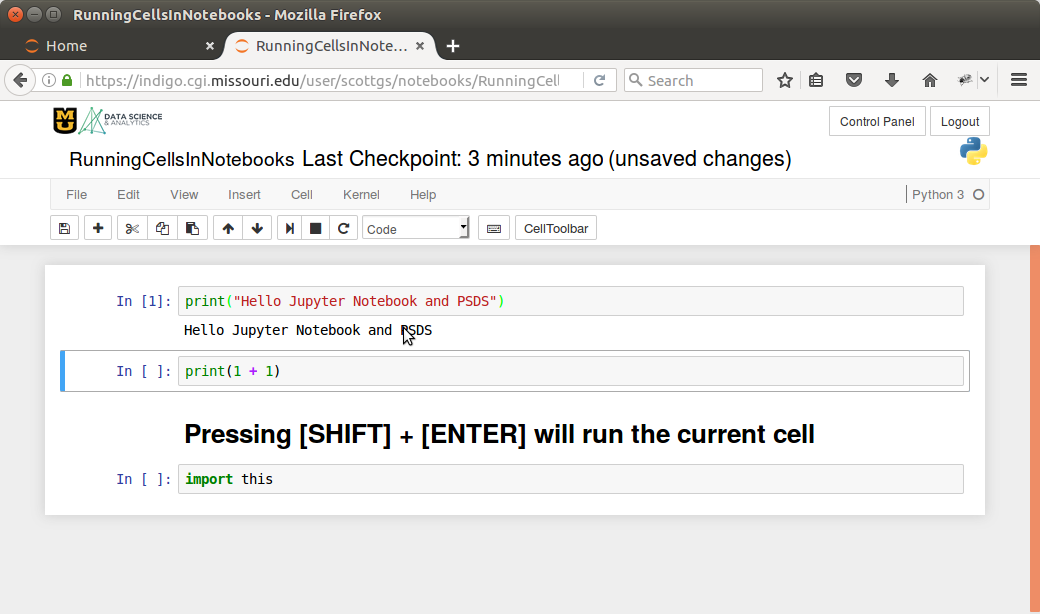 RunningCellsInNotebooks - Mozilla Firefox
Home × RunningCellsInNote... × +
https://indigo.cgi.missouri.edu/user/scottgs/notebooks/RunningCell Search
MU DATA SCIENCE & ANALYTICS Control Panel Logout
RunningCellsInNotebooks Last Checkpoint: 3 minutes ago (unsaved changes)
File Edit View Insert Cell Kernel Help Python 3
Code CellToolbar
In [1]: print("Hello Jupyter Notebook and PSDS")
Hello Jupyter Notebook and PSDS
In [ ]: print(1 + 1)
Pressing [SHIFT] + [ENTER] will run the current cell
In [ ]: import this